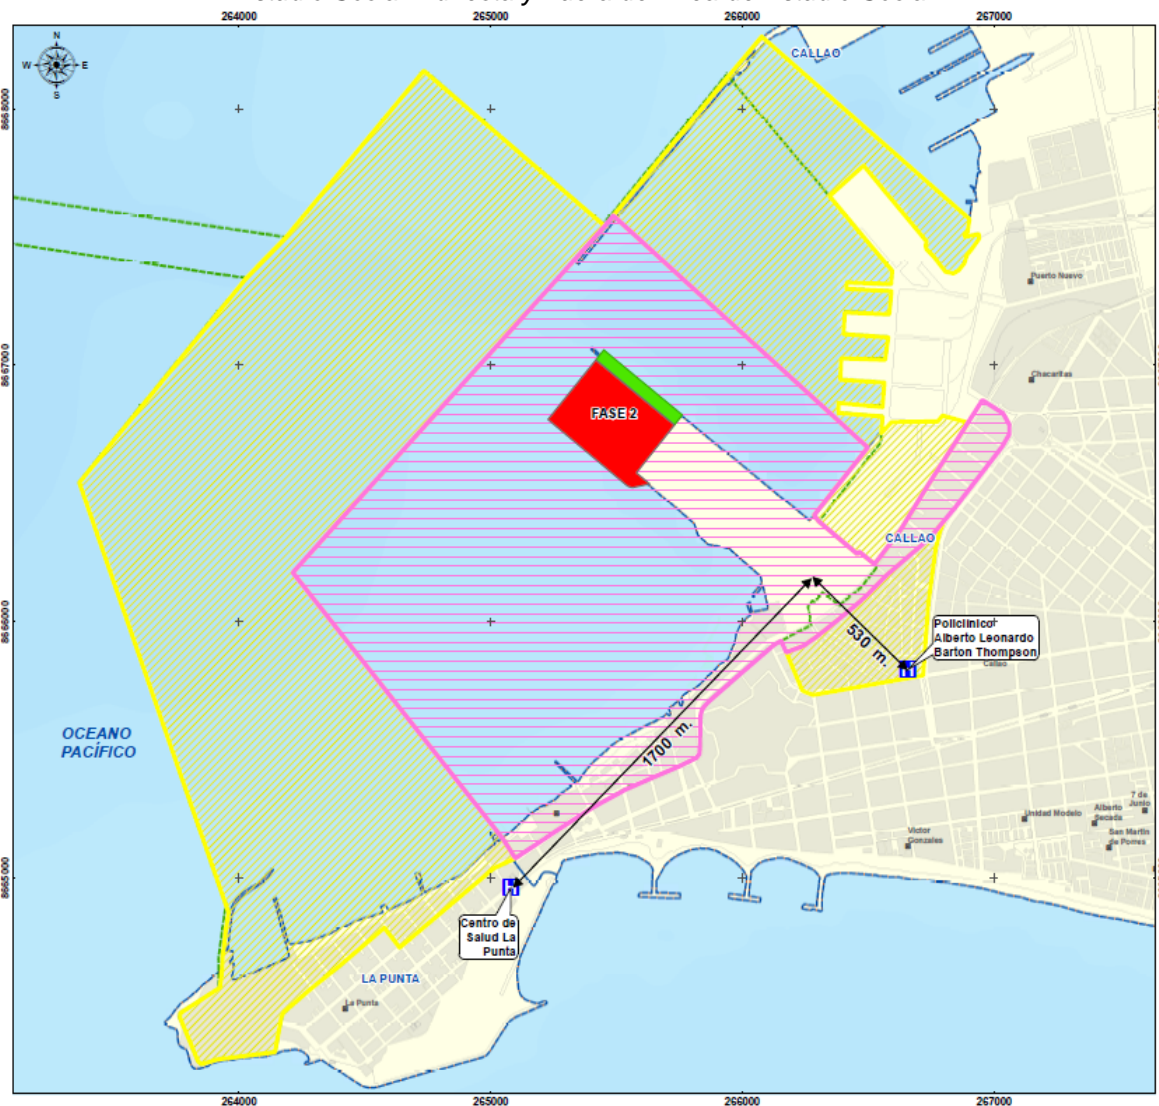 264000
265000
266000
267000
N
W
E
S
CALLAO
8668000
Puerto Nuevo
8667000
Chacaritas
FASE 2
CALLAO
8666000
530 m.
Policlinico
Alberto Leonardo
Barton Thompson
Callao
OCEANO
PACÍFICO
1700 m.
7 de
Junio
Unidad Modelo
Alberto
Secada
San Martin
de Porres
Victor
Gonzales
8665000
Centro de
Salud La
Punta
LA PUNTA
La Punta
264000
265000
266000
267000